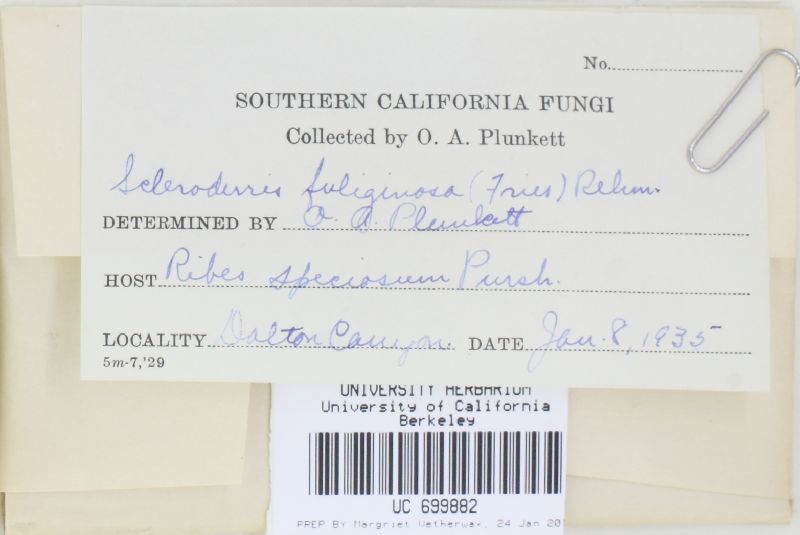 No.
SOUTHERN CALIFORNIA FUNGI
Collected by O. A. Plunkett
Scleroderris fuliginosa (Fries) Rehm.
DETERMINED BY O. A. Plunkett
HOST Ribes speciosum Pursh.
LOCALITY Dalton Canyon. DATE Jan. 8, 1935
5m-7,'29
UNIVERSITY HERBARIUM
University of California
Berkeley
UC 699882
PREP BY Margriet Wetherwax, 24 Jan 201